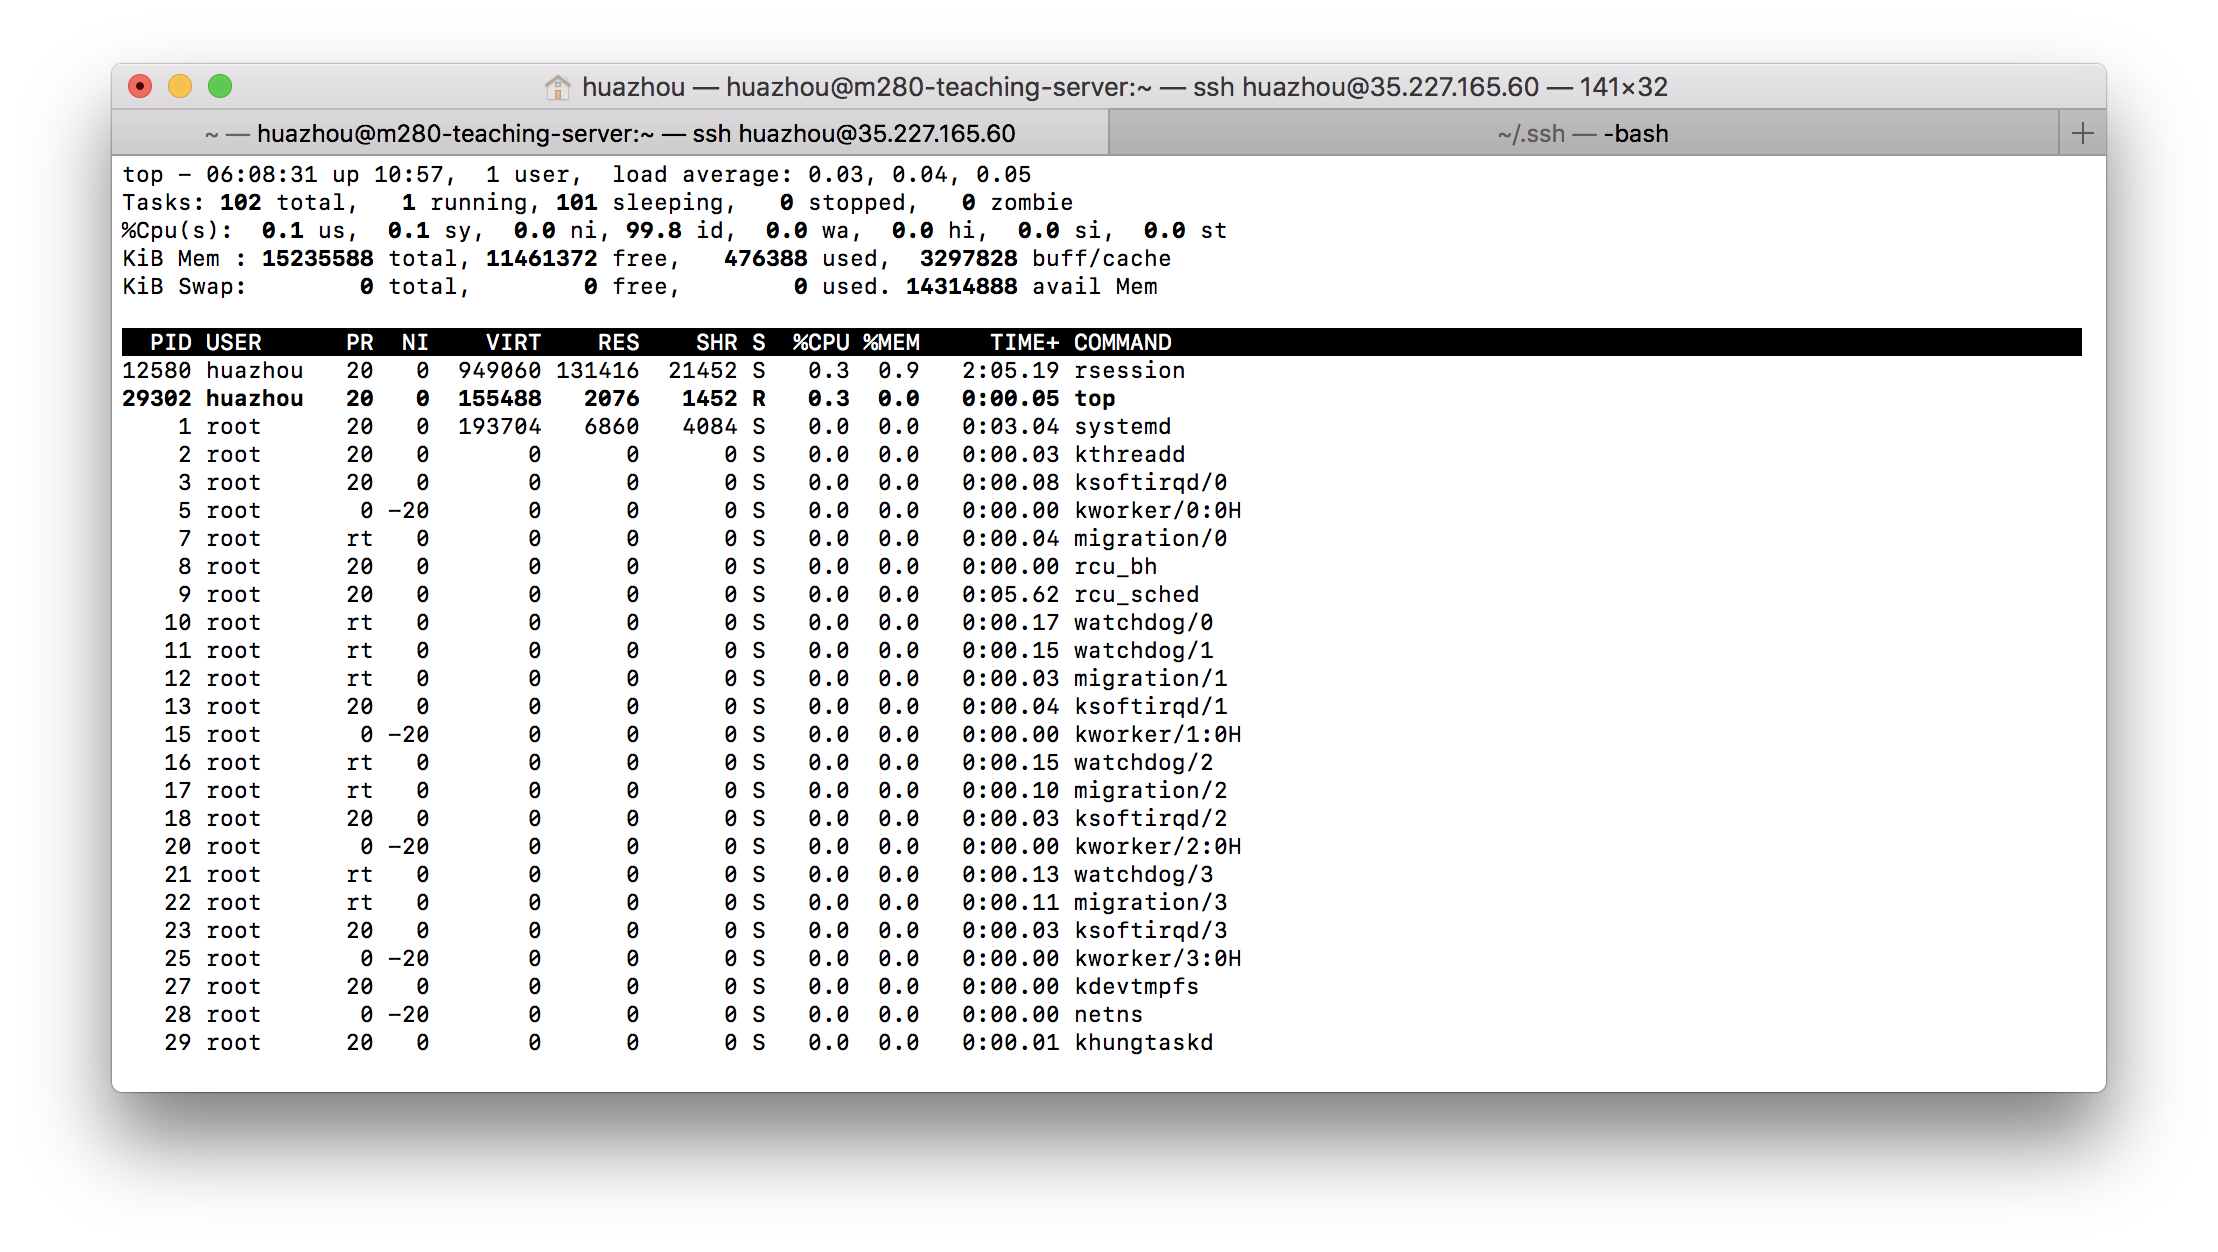 huazhou — huazhou@m280-teaching-server:~ — ssh huazhou@35.227.165.60 — 141×32
~ — huazhou@m280-teaching-server:~ — ssh huazhou@35.227.165.60
~/.ssh — -bash
top - 06:08:31 up 10:57,  1 user,  load average: 0.03, 0.04, 0.05
Tasks: 102 total,   1 running, 101 sleeping,   0 stopped,   0 zombie
%Cpu(s):  0.1 us,  0.1 sy,  0.0 ni, 99.8 id,  0.0 wa,  0.0 hi,  0.0 si,  0.0 st
KiB Mem : 15235588 total, 11461372 free,   476388 used,  3297828 buff/cache
KiB Swap:        0 total,        0 free,        0 used. 14314888 avail Mem
  PID USER      PR  NI    VIRT    RES    SHR S  %CPU %MEM     TIME+ COMMAND
12580 huazhou   20   0  949060 131416  21452 S   0.3  0.9   2:05.19 rsession
29302 huazhou   20   0  155488   2076   1452 R   0.3  0.0   0:00.05 top
    1 root      20   0  193704   6860   4084 S   0.0  0.0   0:03.04 systemd
    2 root      20   0       0      0      0 S   0.0  0.0   0:00.03 kthreadd
    3 root      20   0       0      0      0 S   0.0  0.0   0:00.08 ksoftirqd/0
    5 root       0 -20       0      0      0 S   0.0  0.0   0:00.00 kworker/0:0H
    7 root      rt   0       0      0      0 S   0.0  0.0   0:00.04 migration/0
    8 root      20   0       0      0      0 S   0.0  0.0   0:00.00 rcu_bh
    9 root      20   0       0      0      0 S   0.0  0.0   0:05.62 rcu_sched
   10 root      rt   0       0      0      0 S   0.0  0.0   0:00.17 watchdog/0
   11 root      rt   0       0      0      0 S   0.0  0.0   0:00.15 watchdog/1
   12 root      rt   0       0      0      0 S   0.0  0.0   0:00.03 migration/1
   13 root      20   0       0      0      0 S   0.0  0.0   0:00.04 ksoftirqd/1
   15 root       0 -20       0      0      0 S   0.0  0.0   0:00.00 kworker/1:0H
   16 root      rt   0       0      0      0 S   0.0  0.0   0:00.15 watchdog/2
   17 root      rt   0       0      0      0 S   0.0  0.0   0:00.10 migration/2
   18 root      20   0       0      0      0 S   0.0  0.0   0:00.03 ksoftirqd/2
   20 root       0 -20       0      0      0 S   0.0  0.0   0:00.00 kworker/2:0H
   21 root      rt   0       0      0      0 S   0.0  0.0   0:00.13 watchdog/3
   22 root      rt   0       0      0      0 S   0.0  0.0   0:00.11 migration/3
   23 root      20   0       0      0      0 S   0.0  0.0   0:00.03 ksoftirqd/3
   25 root       0 -20       0      0      0 S   0.0  0.0   0:00.00 kworker/3:0H
   27 root      20   0       0      0      0 S   0.0  0.0   0:00.00 kdevtmpfs
   28 root       0 -20       0      0      0 S   0.0  0.0   0:00.00 netns
   29 root      20   0       0      0      0 S   0.0  0.0   0:00.01 khungtaskd